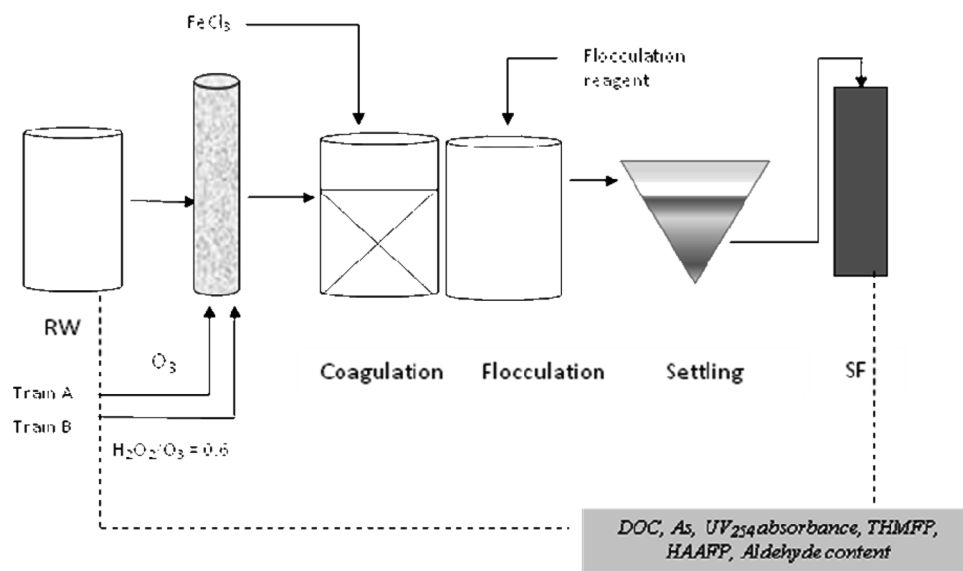 FeCl₃
Flocculation
reagent
RW
O₃
Coagulation
Flocculation
Settling
SF
Train A
Train B
H₂O₂/O₃ = 0.6
DOC, As, UV₂₅₄ absorbance, THMFP,
HAAFP, Aldehyde content